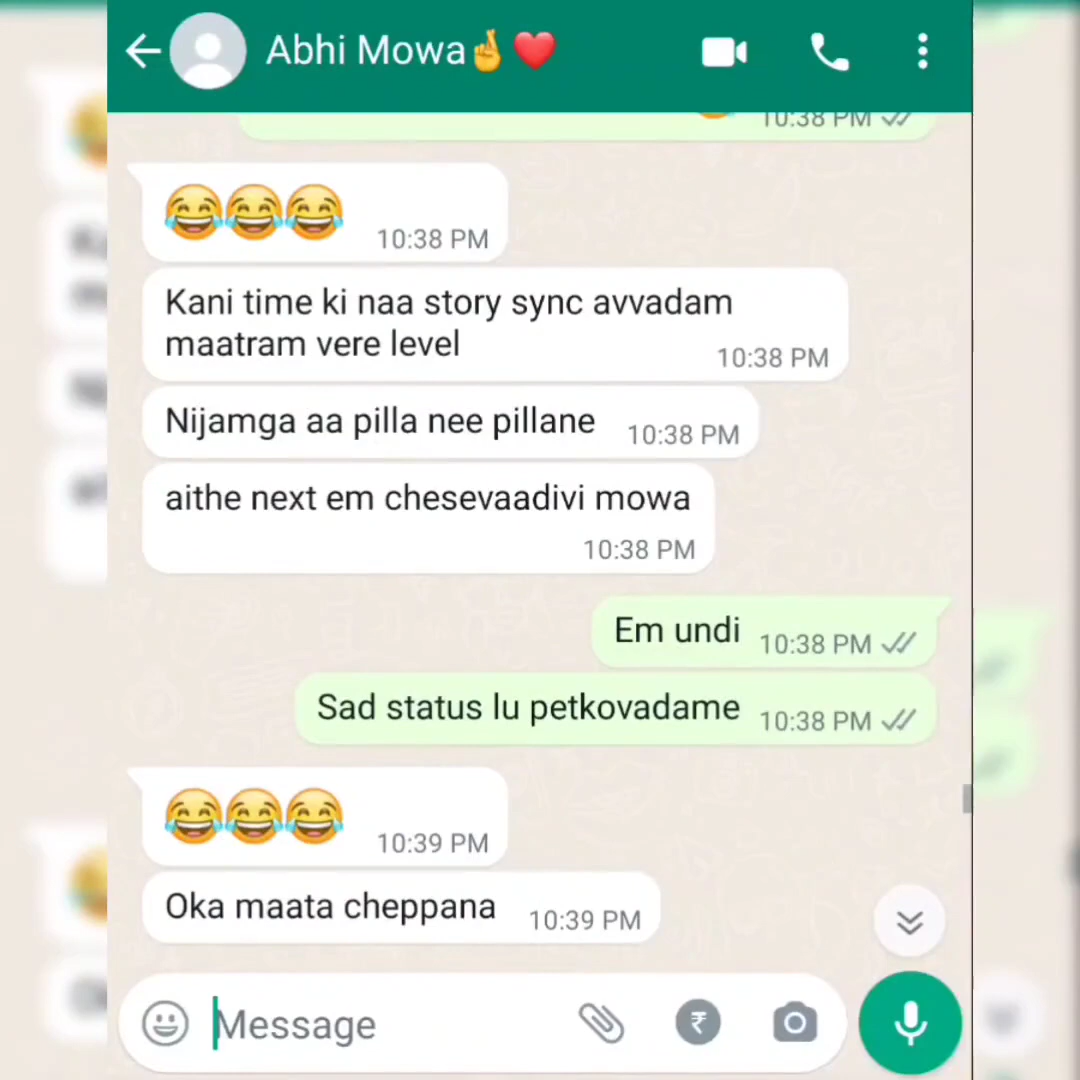 Abhi Mowa🤞❤️
10:38 PM
😂😂😂 10:38 PM
Kani time ki naa story sync avvadam
maatram vere level
10:38 PM
Nijamga aa pilla nee pillane 10:38 PM
aithe next em chesevaadivi mowa
10:38 PM
Em undi 10:38 PM
Sad status lu petkovadame 10:38 PM
😂😂😂 10:39 PM
Oka maata cheppana 10:39 PM
Message
₹